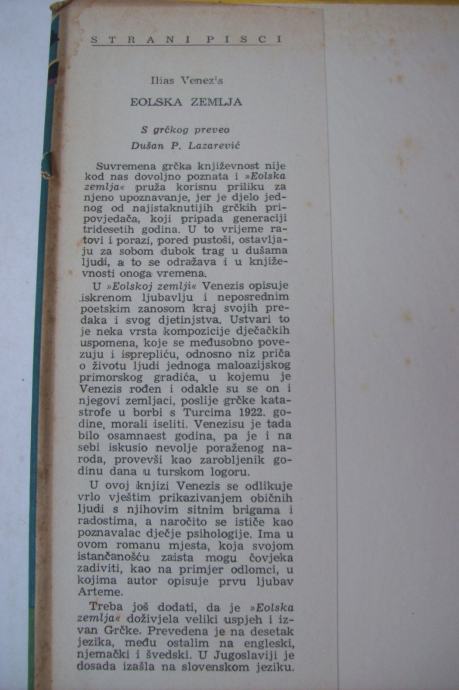 STRANI PISCI
Ilias Venezis
EOLSKA ZEMLJA
S grčkog preveo
Dušan P. Lazarević
Suvremena grčka književnost nije
kod nas dovoljno poznata i »Eolska
zemlja« pruža korisnu priliku za
njeno upoznavanje, jer je djelo jed-
nog od najistaknutijih grčkih pri-
povjedača, koji pripada generaciji
tridesetih godina. U to vrijeme ra-
tovi i porazi, pored pustoši, ostavlja-
ju za sobom dubok trag u dušama
ljudi, a to se odražava i u knjiže-
vnosti onoga vremena.
U »Eolskoj zemlji« Venezis opisuje
iskrenom ljubavlju i neposrednim
poetskim zanosom kraj svojih pre-
daka i svog djetinjstva. Ustvari to
je neka vrsta kompozicije dječačkih
uspomena, koje se međusobno pove-
zuju i isprepliću, odnosno niz priča
o životu ljudi jednoga maloazijskog
primorskog gradića, u kojemu je
Venezis rođen i odakle su se on i
njegovi zemljaci, poslije grčke kata-
strofe u borbi s Turcima 1922. go-
dine, morali iseliti. Venezisu je tada
bilo osamnaest godina, pa je i na
sebi iskusio nevolje poraženog na-
roda, provevši kao zarobljenik go-
dinu dana u turskom logoru.
U ovoj knjizi Venezis se odlikuje
vrlo vještim prikazivanjem običnih
ljudi s njihovim sitnim brigama i
radostima, a naročito se ističe kao
poznavalac dječje psihologije. Ima u
ovom romanu mjesta, koja svojom
istančanošću zaista mogu čovjeka
zadiviti, kao na primjer odlomci, u
kojima autor opisuje prvu ljubav
Arteme.
Treba još dodati, da je »Eolska
zemlja« doživjela veliki uspjeh i iz-
van Grčke. Prevedena je na desetak
jezika, među ostalim na engleski,
njemački i švedski. U Jugoslaviji je
dosada izašla na slovenskom jeziku.